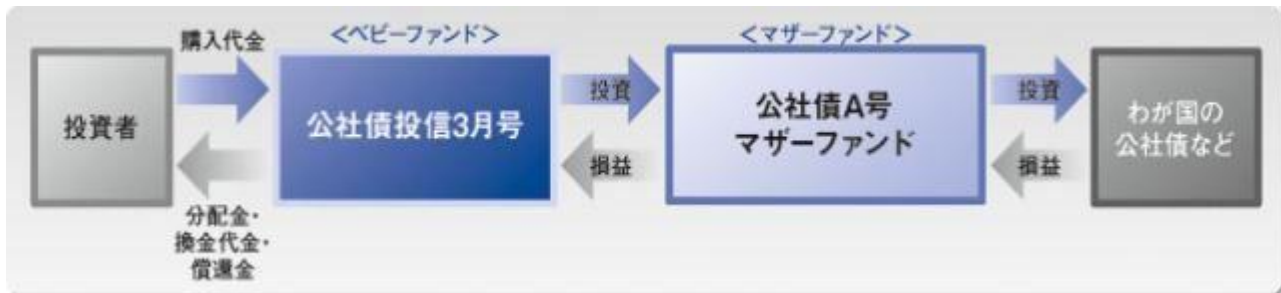 投資者
購入代金
分配金・
換金代金・
償還金
<ベビーファンド>
公社債投信3月号
投資
損益
<マザーファンド>
公社債A号
マザーファンド
投資
損益
わが国の
公社債など